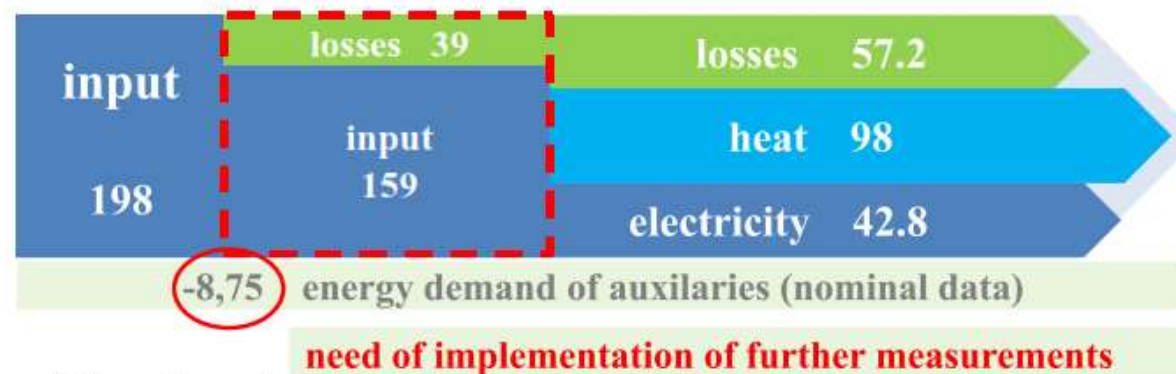 input
198
losses 39
input
159
losses 57.2
heat 98
electricity 42.8
-8,75 energy demand of auxilaries (nominal data)
need of implementation of further measurements